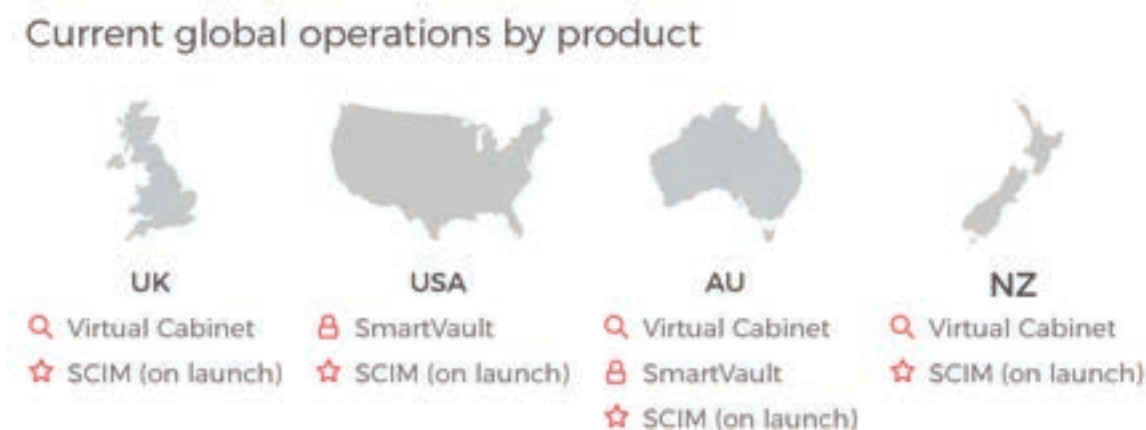 Current global operations by product
UK
Virtual Cabinet
SCIM (on launch)
USA
SmartVault
SCIM (on launch)
AU
Virtual Cabinet
SmartVault
SCIM (on launch)
NZ
Virtual Cabinet
SCIM (on launch)